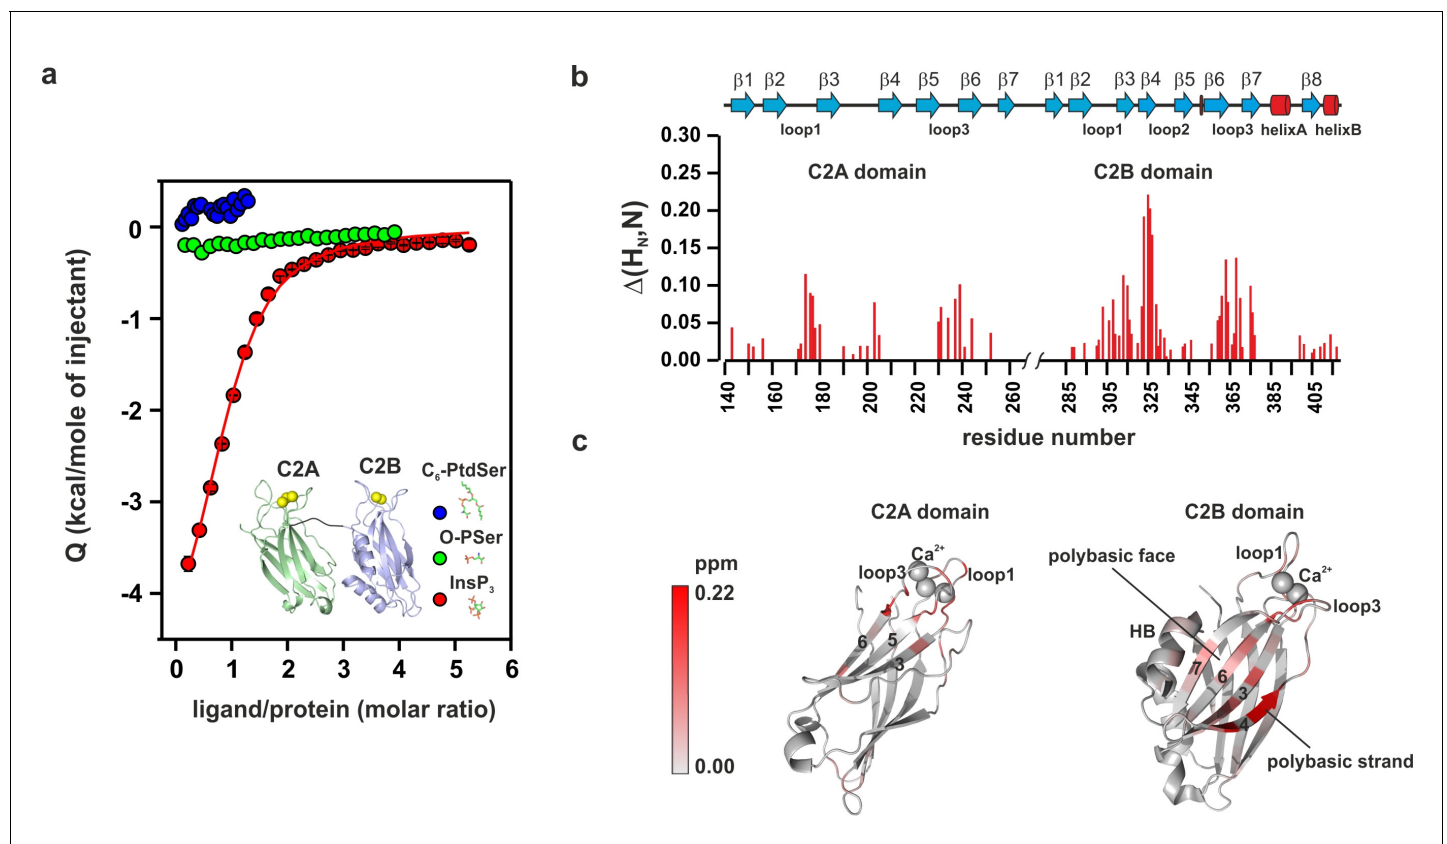 a
Q (kcal/mole of injectant)
0
-1
-2
-3
-4
0 1 2 3 4 5 6
ligand/protein (molar ratio)
C2A C2B
C6-PtdSer
O-PSer
InsP3
b
β1 β2 β3 β4 β5 β6 β7 β1 β2 β3 β4 β5 β6 β7 β8
loop1 loop3 loop1 loop2 loop3 helixA helixB
C2A domain C2B domain
Δ(HN,N)
0.30
0.25
0.20
0.15
0.10
0.05
0.00
140 160 180 200 220 240 260 285 305 325 345 365 385 405
residue number
c
C2A domain C2B domain
ppm
0.22
0.00
Ca2+
loop3 loop1
6 5
3
polybasic face
loop1
Ca2+
loop3
HB
7 6
3
4
polybasic strand